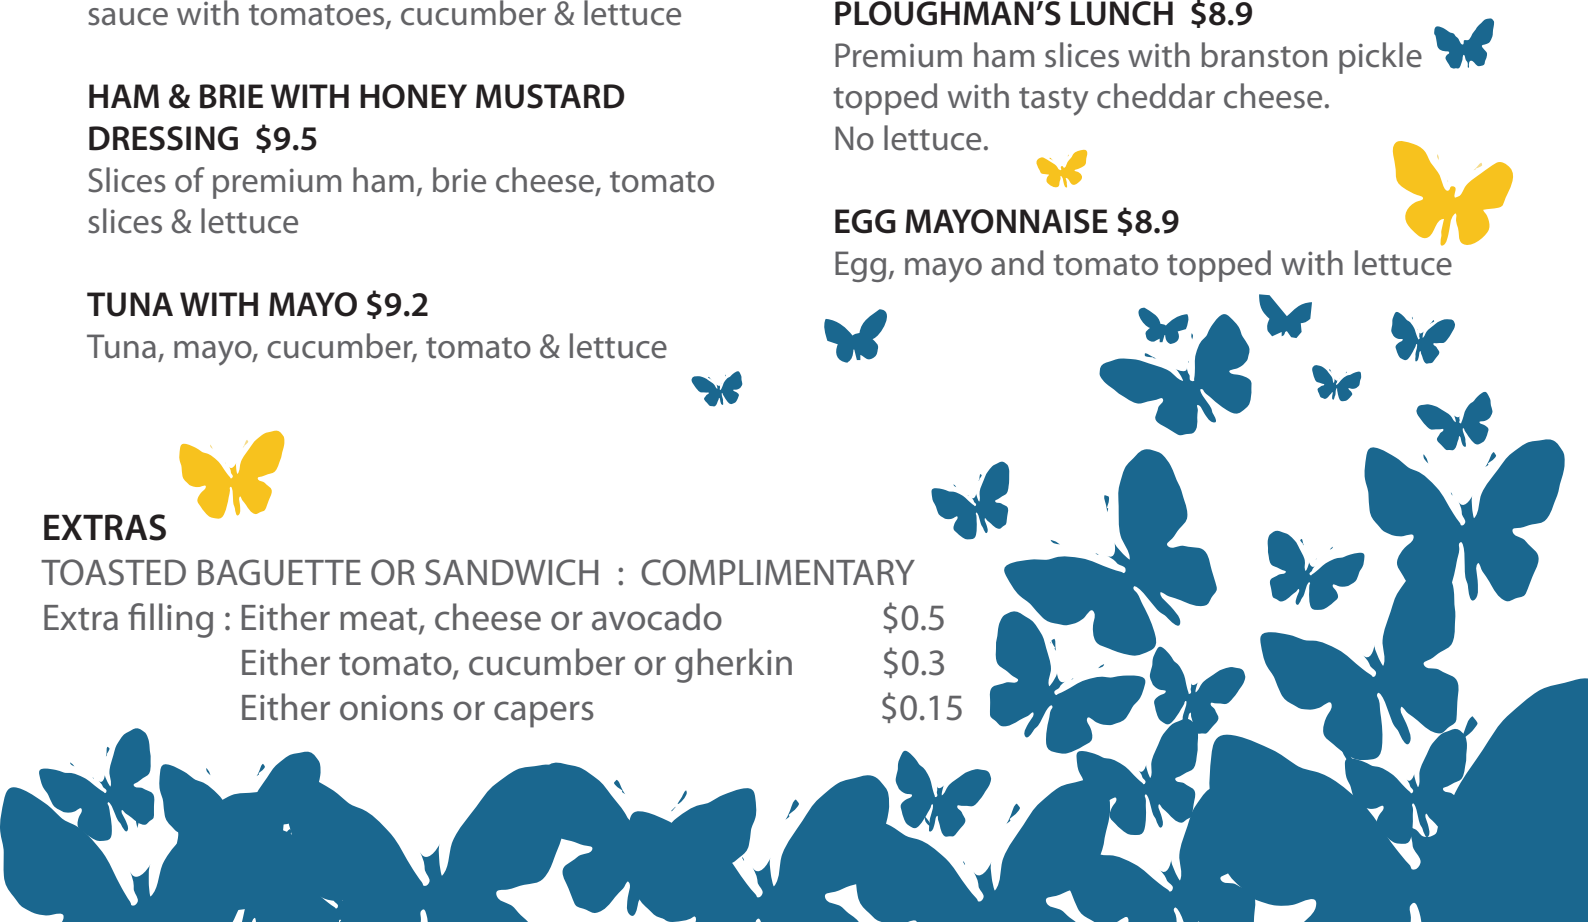 sauce with tomatoes, cucumber & lettuce
HAM & BRIE WITH HONEY MUSTARD
DRESSING $9.5
Slices of premium ham, brie cheese, tomato
slices & lettuce
TUNA WITH MAYO $9.2
Tuna, mayo, cucumber, tomato & lettuce
PLOUGHMAN’S LUNCH $8.9
Premium ham slices with branston pickle
topped with tasty cheddar cheese.
No lettuce.
EGG MAYONNAISE $8.9
Egg, mayo and tomato topped with lettuce
EXTRAS
TOASTED BAGUETTE OR SANDWICH : COMPLIMENTARY
Extra filling : Either meat, cheese or avocado $0.5
Either tomato, cucumber or gherkin $0.3
Either onions or capers $0.15